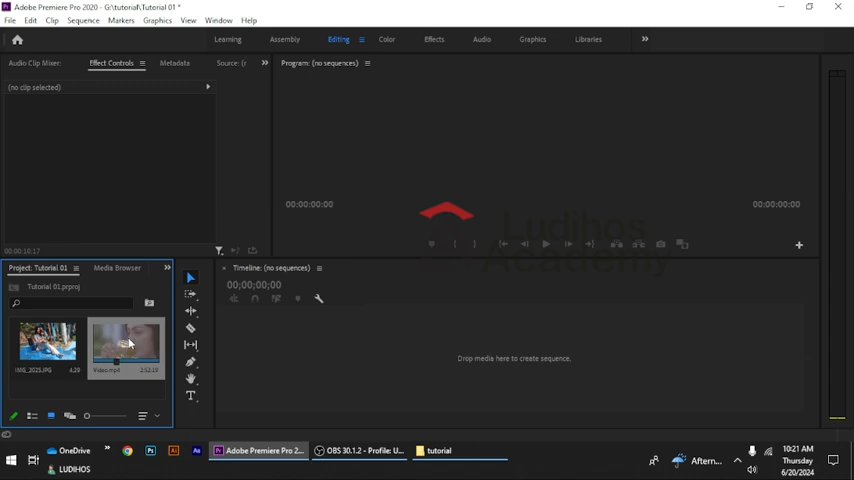 Adobe Premiere Pro 2020 - G:\tutorial\Tutorial 01 *
File Edit Clip Sequence Markers Graphics View Window Help
Learning Assembly Editing Color Effects Audio Graphics Libraries
Audio Clip Mixer: Effect Controls Metadata Source: ( Program: (no sequences)
(no clip selected)
00:00:00:00 00:00:00:00
Ludihos
Academy
00:00:10:17
Project: Tutorial 01 Media Browser Timeline: (no sequences)
Tutorial 01.prproj 00;00;00;00
Drop media here to create sequence.
IMG_2025.JPG 4:29 Video.mp4 2:52:10
OneDrive Adobe Premiere Pro 2... OBS 30.1.2 - Profile: U... tutorial Aftern... 10:21 AM
Thursday
LUDIHOS 6/20/2024